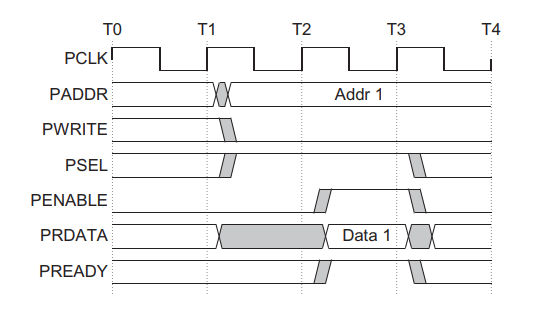 T0 T1 T2 T3 T4
PCLK
PADDR Addr 1
PWRITE
PSEL
PENABLE
PRDATA Data 1
PREADY